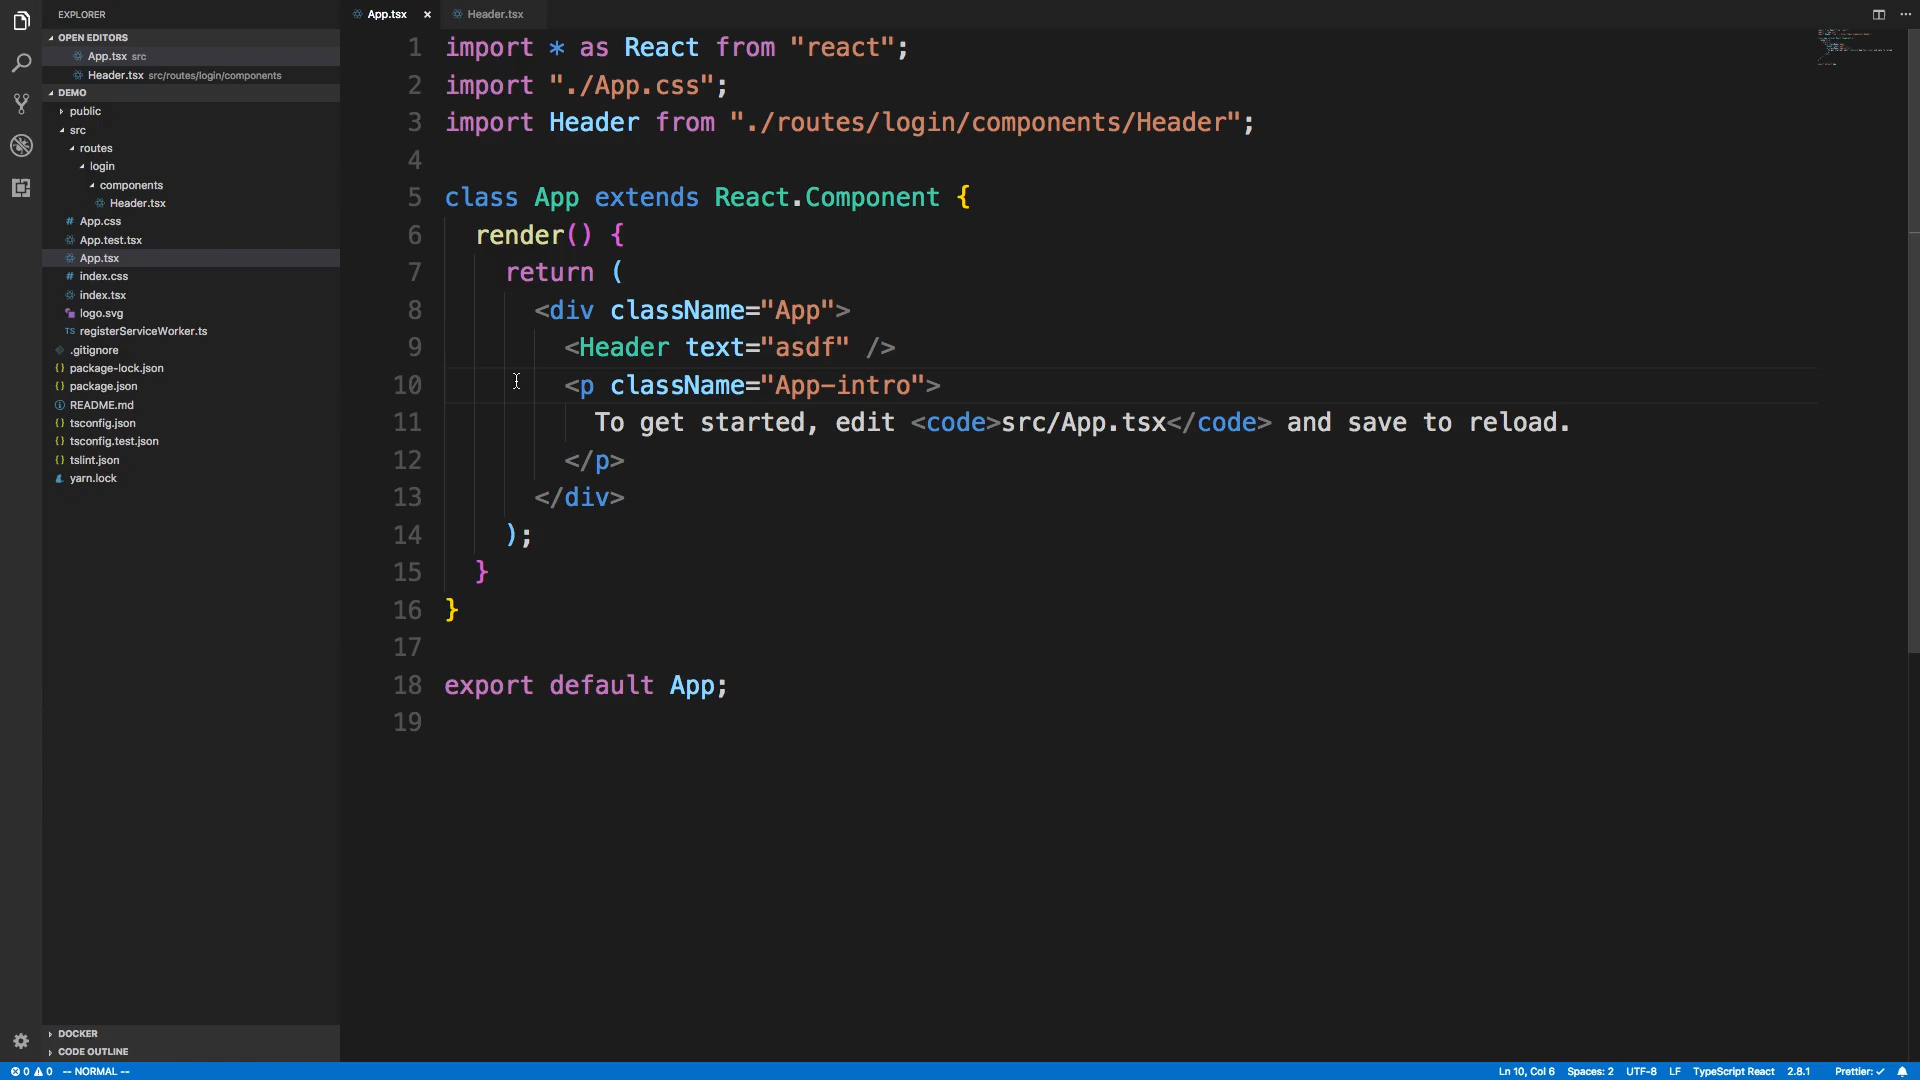 EXPLORER
OPEN EDITORS
App.tsx src
Header.tsx src/routes/login/components
DEMO
public
src
routes
login
components
Header.tsx
# App.css
App.test.tsx
App.tsx
# index.css
index.tsx
logo.svg
TS registerServiceWorker.ts
.gitignore
{} package-lock.json
{} package.json
README.md
{} tsconfig.json
{} tsconfig.test.json
{} tslint.json
yarn.lock
DOCKER
CODE OUTLINE
App.tsx × Header.tsx
1 import * as React from "react";
2 import "./App.css";
3 import Header from "./routes/login/components/Header";
4
5 class App extends React.Component {
6 render() {
7 return (
8 <div className="App">
9 <Header text="asdf" />
10 <p className="App-intro">
11 To get started, edit <code>src/App.tsx</code> and save to reload.
12 </p>
13 </div>
14 );
15 }
16 }
17
18 export default App;
19
0 0 -- NORMAL -- Ln 10, Col 6 Spaces: 2 UTF-8 LF TypeScript React 2.8.1 Prettier: ✓